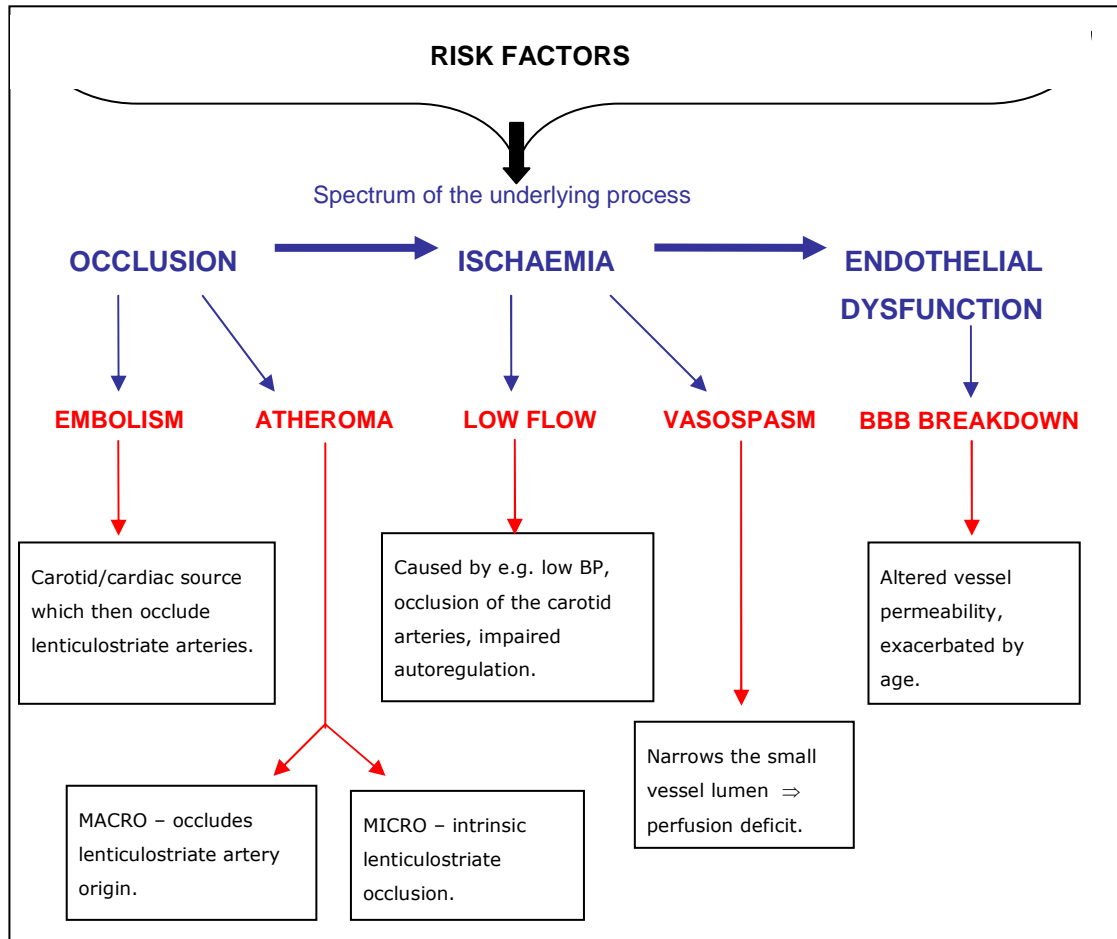 RISK FACTORS
Spectrum of the underlying process
OCCLUSION
ISCHAEMIA
ENDOTHELIAL
DYSFUNCTION
EMBOLISM
ATHEROMA
LOW FLOW
VASOSPASM
BBB BREAKDOWN
Carotid/cardiac source
which then occlude
lenticulostriate arteries.
Caused by e.g. low BP,
occlusion of the carotid
arteries, impaired
autoregulation.
Altered vessel
permeability,
exacerbated by
age.
MACRO – occludes
lenticulostriate artery
origin.
MICRO – intrinsic
lenticulostriate
occlusion.
Narrows the small
vessel lumen ⇒
perfusion deficit.